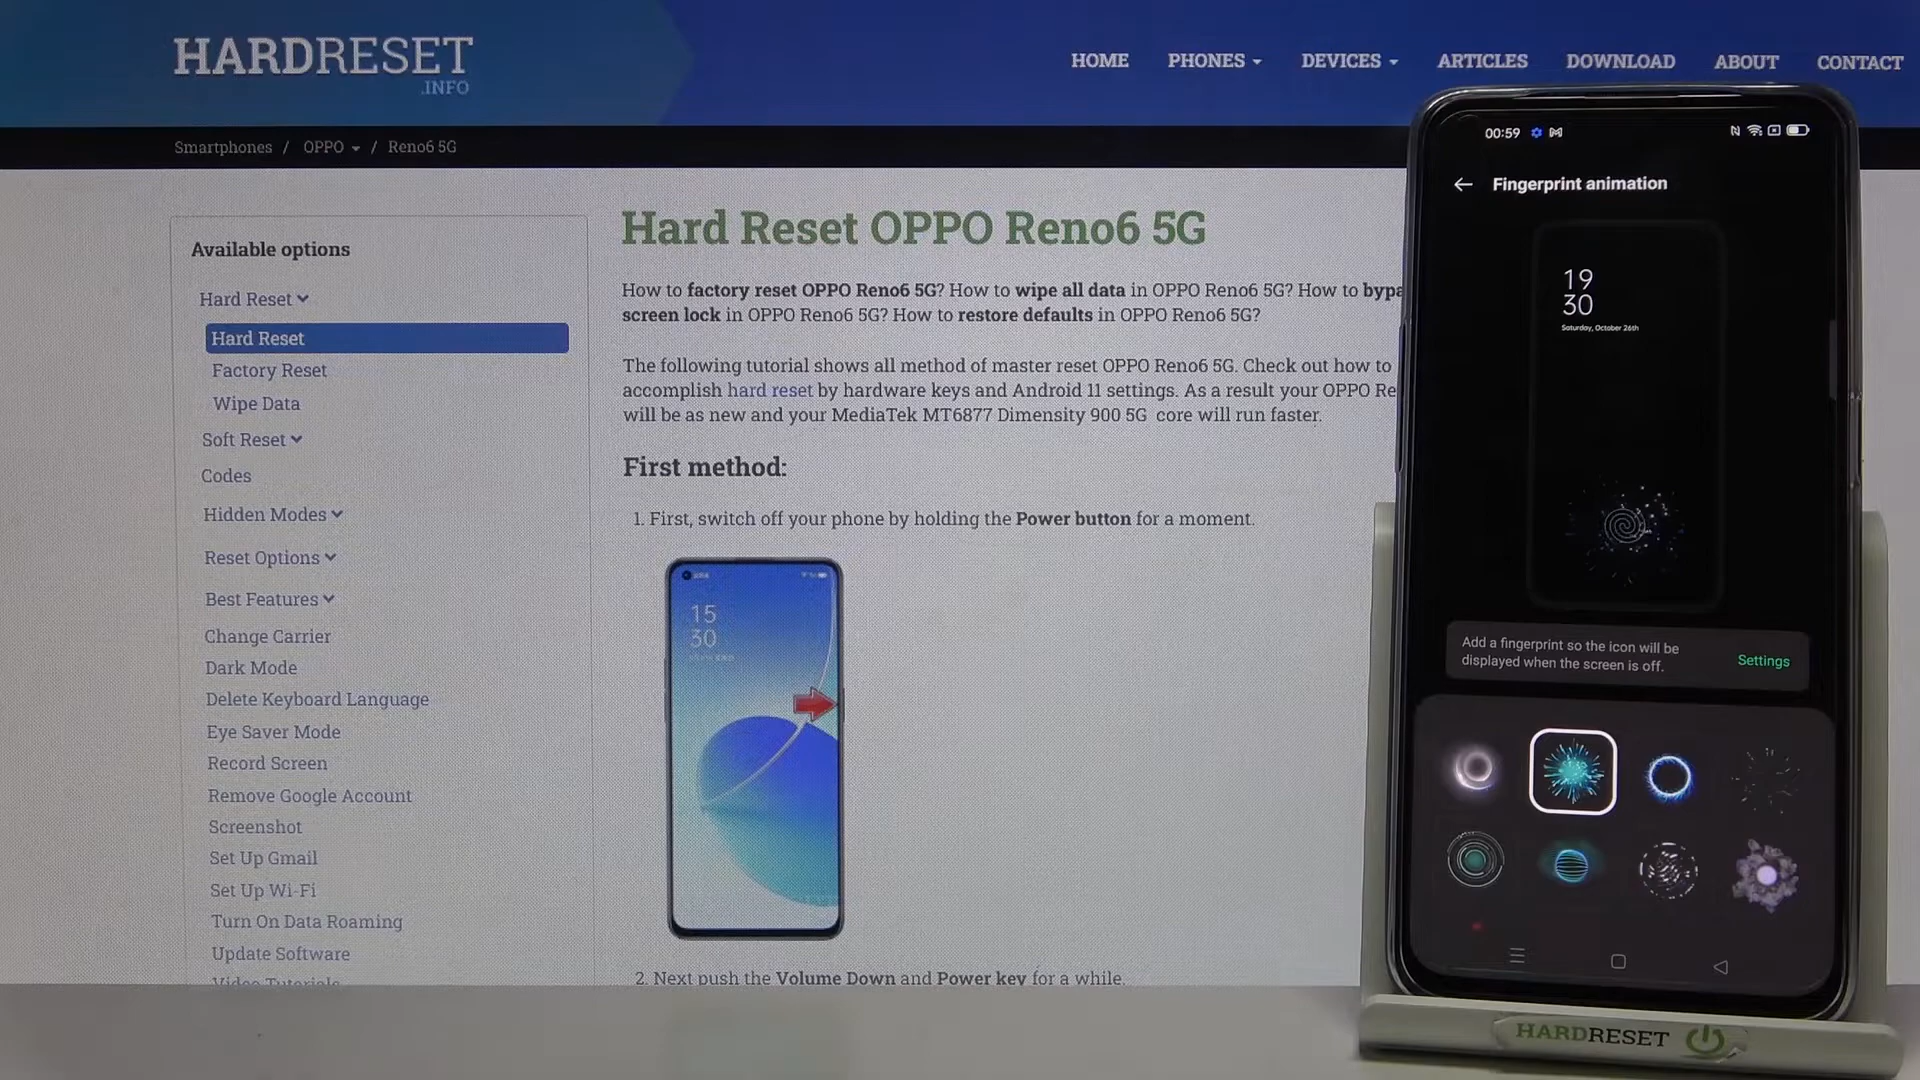 HARDRESET
.INFO
HOME PHONES DEVICES ARTICLES DOWNLOAD ABOUT CONTACT
Smartphones / OPPO / Reno6 5G
Available options
Hard Reset
Hard Reset
Factory Reset
Wipe Data
Soft Reset
Codes
Hidden Modes
Reset Options
Best Features
Change Carrier
Dark Mode
Delete Keyboard Language
Eye Saver Mode
Record Screen
Remove Google Account
Screenshot
Set Up Gmail
Set Up Wi-Fi
Turn On Data Roaming
Update Software
Video Tutorials
Hard Reset OPPO Reno6 5G
How to factory reset OPPO Reno6 5G? How to wipe all data in OPPO Reno6 5G? How to bypa
screen lock in OPPO Reno6 5G? How to restore defaults in OPPO Reno6 5G?
The following tutorial shows all method of master reset OPPO Reno6 5G. Check out how to
accomplish hard reset by hardware keys and Android 11 settings. As a result your OPPO Re
will be as new and your MediaTek MT6877 Dimensity 900 5G core will run faster.
First method:
1. First, switch off your phone by holding the Power button for a moment.
15
30
2. Next push the Volume Down and Power key for a while.
00:59
Fingerprint animation
19
30
Saturday, October 26th
Add a fingerprint so the icon will be
displayed when the screen is off.
Settings
HARDRESET